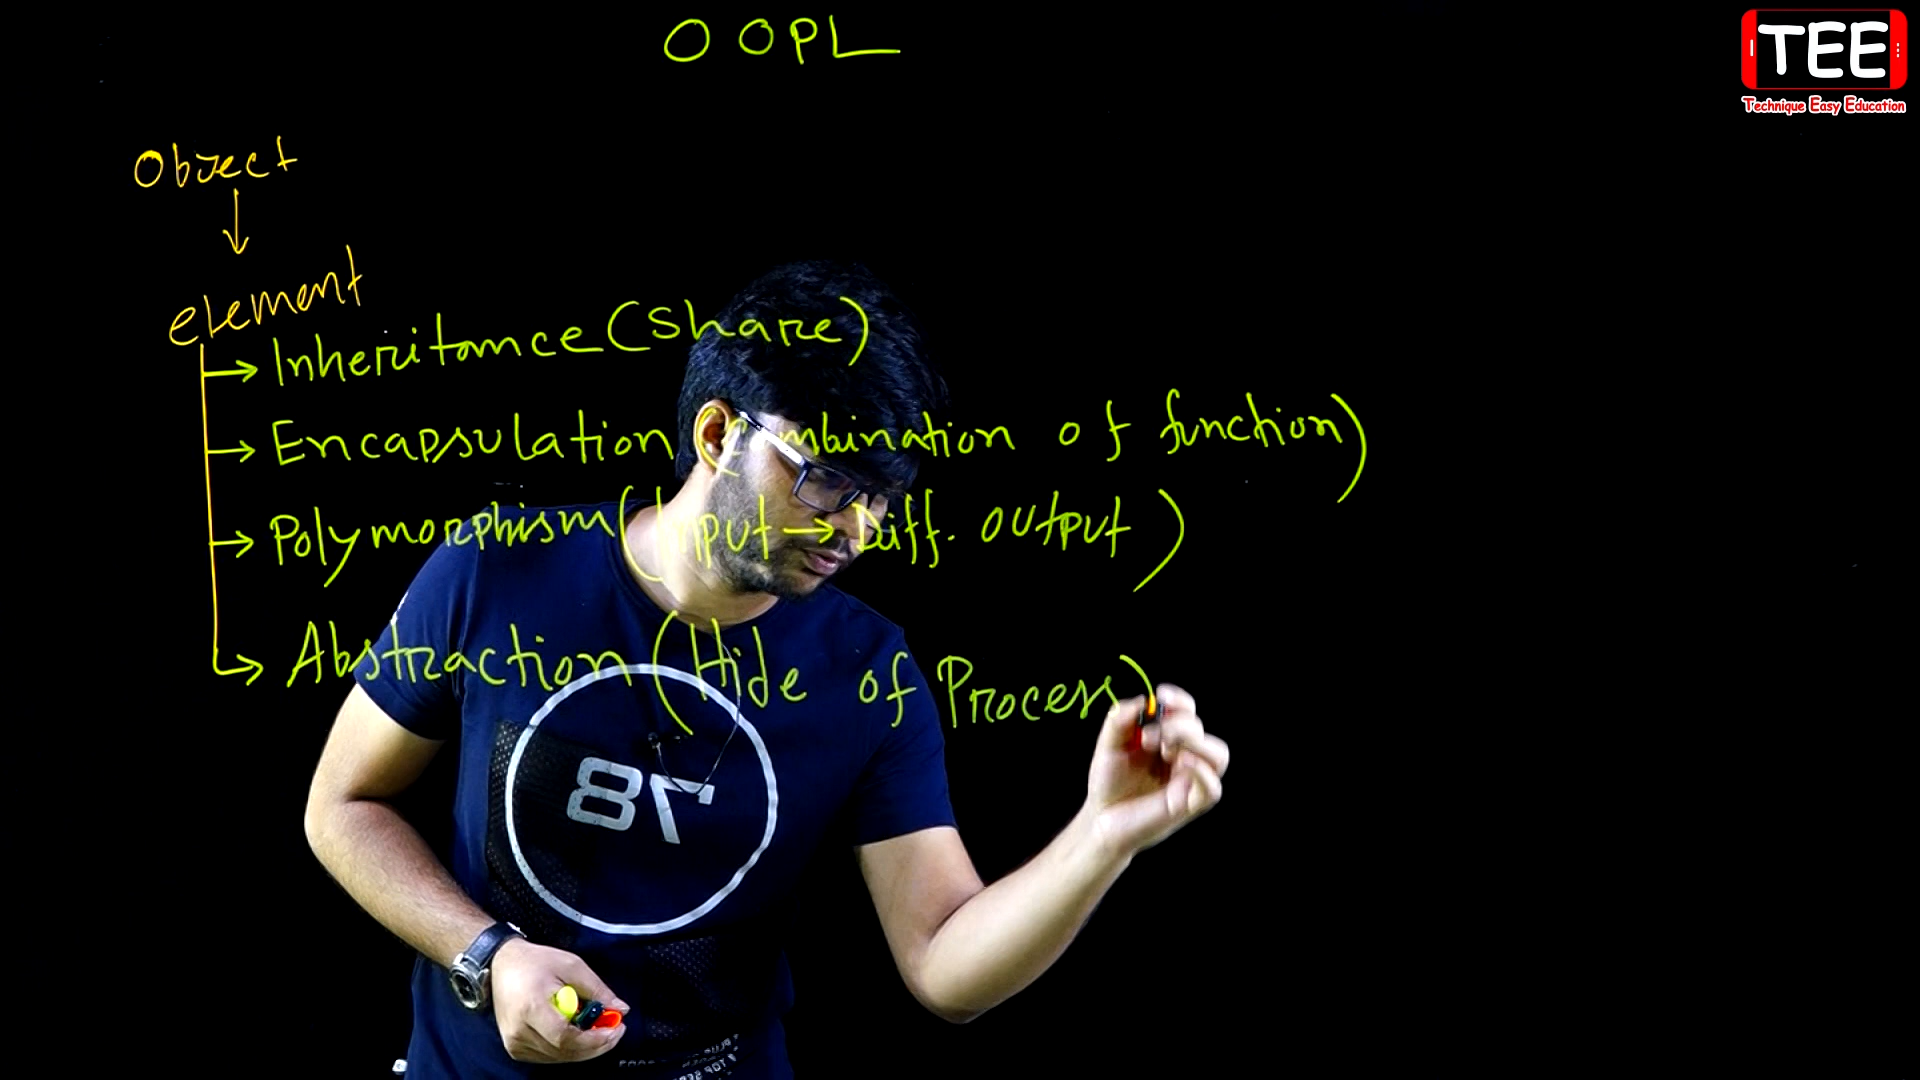 OOPL
TEE
Technique Easy Education
Object
element
Inheritance (Share)
Encapsulation (Combination of function)
Polymorphism (Input → Diff. output)
Abstraction (Hide of Process)
87